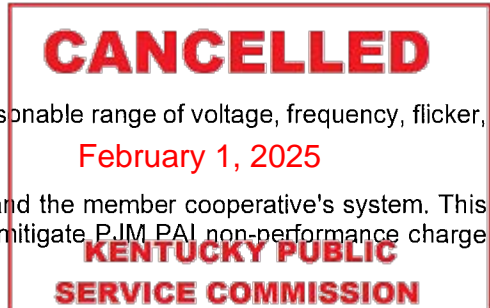 CANCELLED
sonable range of voltage, frequency, flicker,
February 1, 2025
nd the member cooperative's system. This
mitigate PJM PAI non-performance charge
KENTUCKY PUBLIC
SERVICE COMMISSION